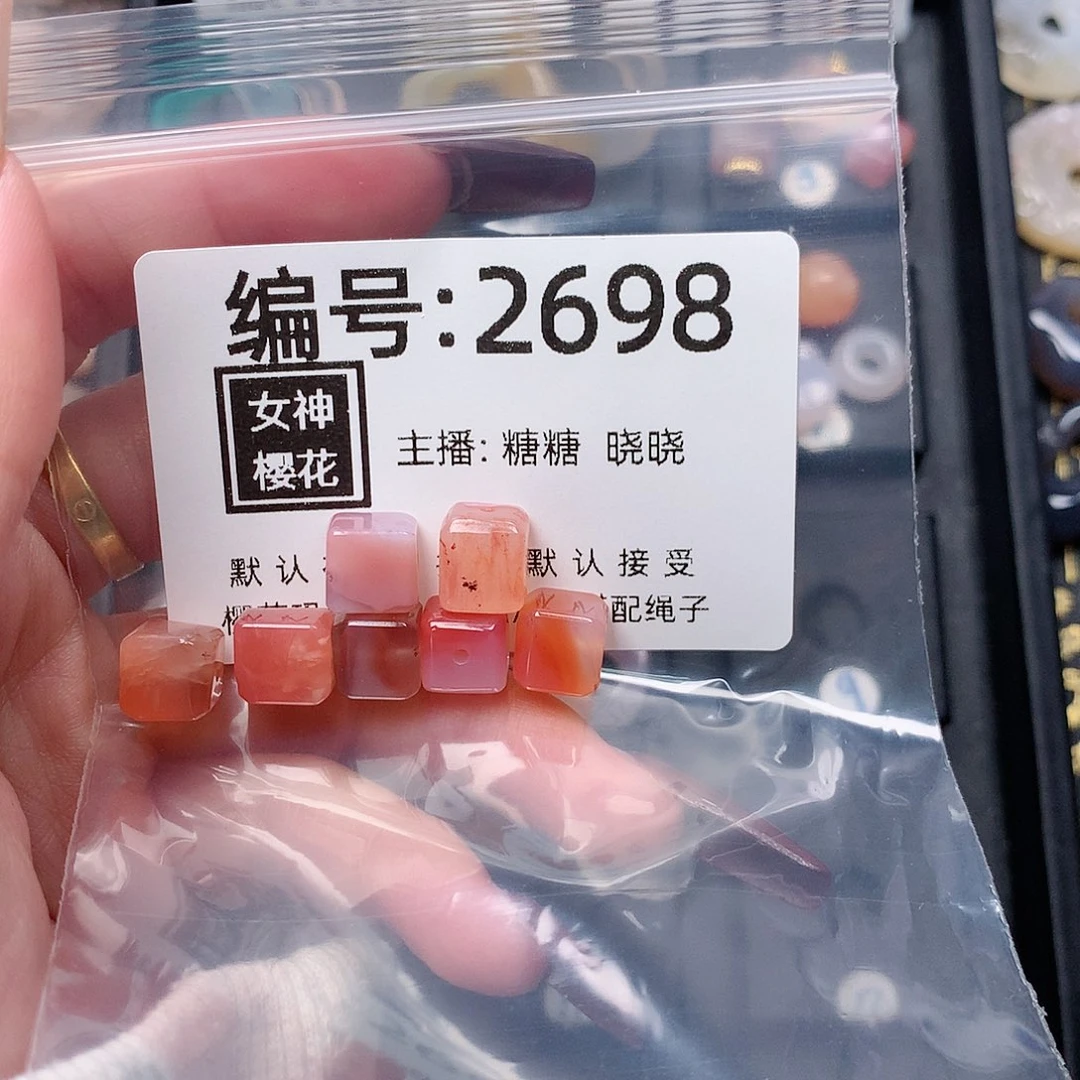 编号:2698
女神
樱花
主播: 糖糖 晓晓
默认 默认接受
配绳子